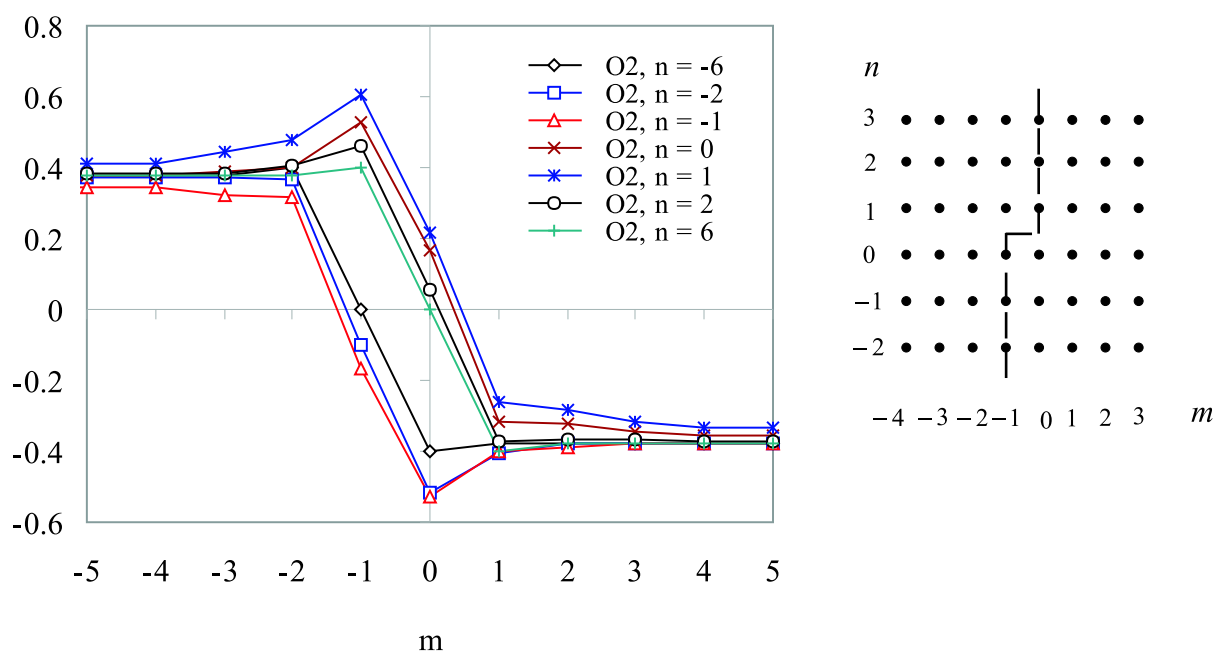 0.8
0.6
0.4
0.2
0
-0.2
-0.4
-0.6
-5 -4 -3 -2 -1 0 1 2 3 4 5
m
O2, n = -6
O2, n = -2
O2, n = -1
O2, n = 0
O2, n = 1
O2, n = 2
O2, n = 6
n
3
2
1
0
−1
−2
−4 −3 −2 −1 0 1 2 3 m